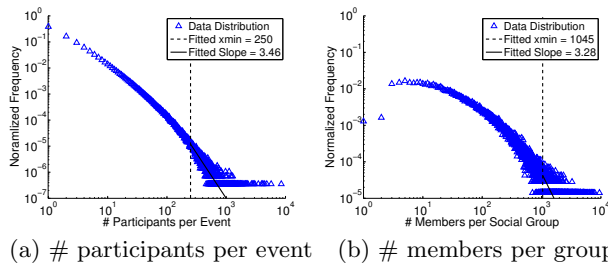 10^0
10^-1
10^-2
10^-3
10^-4
10^-5
10^-6
10^-7
Noramlized Frequency
Data Distribution
Fitted xmin = 250
Fitted Slope = 3.46
10^0
10^1
10^2
10^3
10^4
# Participants per Event
(a) # participants per event
10^0
10^-1
10^-2
10^-3
10^-4
10^-5
Normalized Frequency
Data Distribution
Fitted xmin = 1045
Fitted Slope = 3.28
10^0
10^1
10^2
10^3
10^4
# Members per Social Group
(b) # members per group